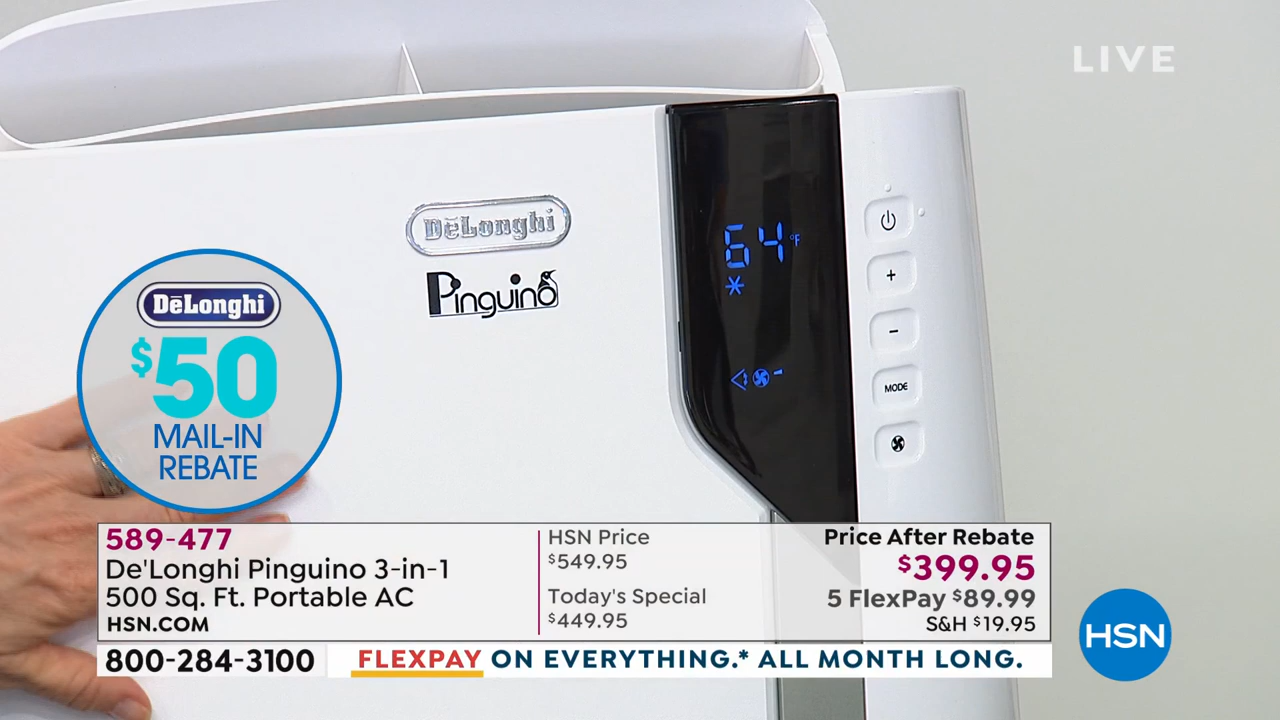 LIVE
DēLonghi
Pinguino
64°F
+
-
MODE
DēLonghi
$50
MAIL-IN
REBATE
589-477
De'Longhi Pinguino 3-in-1
500 Sq. Ft. Portable AC
HSN.COM
HSN Price
$549.95
Today's Special
$449.95
Price After Rebate
$399.95
5 FlexPay $89.99
S&H $19.95
HSN
800-284-3100
FLEXPAY ON EVERYTHING.* ALL MONTH LONG.